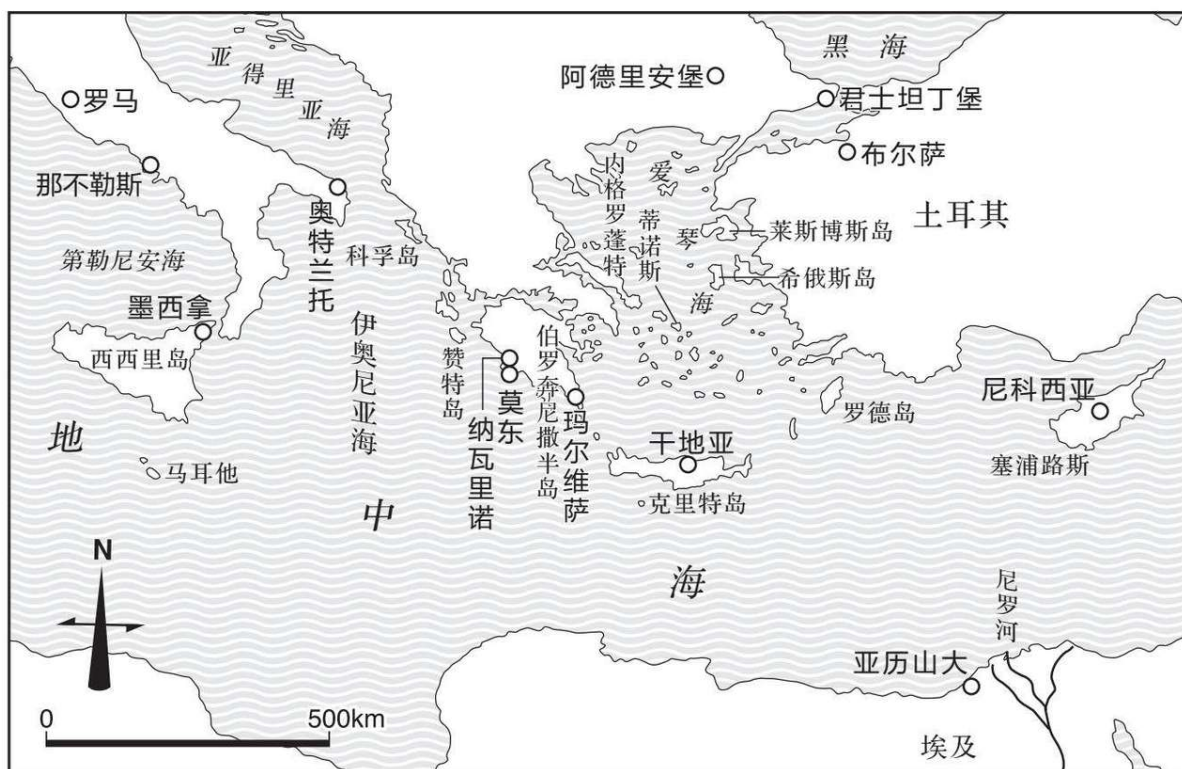 黑海
亚得里亚海
阿德里安堡
罗马
君士坦丁堡
布尔萨
那不勒斯
奥特兰托
内格罗蓬特
爱琴海
蒂诺斯
土耳其
莱斯博斯岛
科孚岛
第勒尼安海
希俄斯岛
墨西拿
西西里岛
伊奥尼亚海
赞特岛
纳瓦里诺
莫东
伯罗奔尼撒半岛
玛尔维萨
罗德岛
尼科西亚
塞浦路斯
干地亚
克里特岛
马耳他
地中海
N
尼罗河
亚历山大
埃及
0
500km